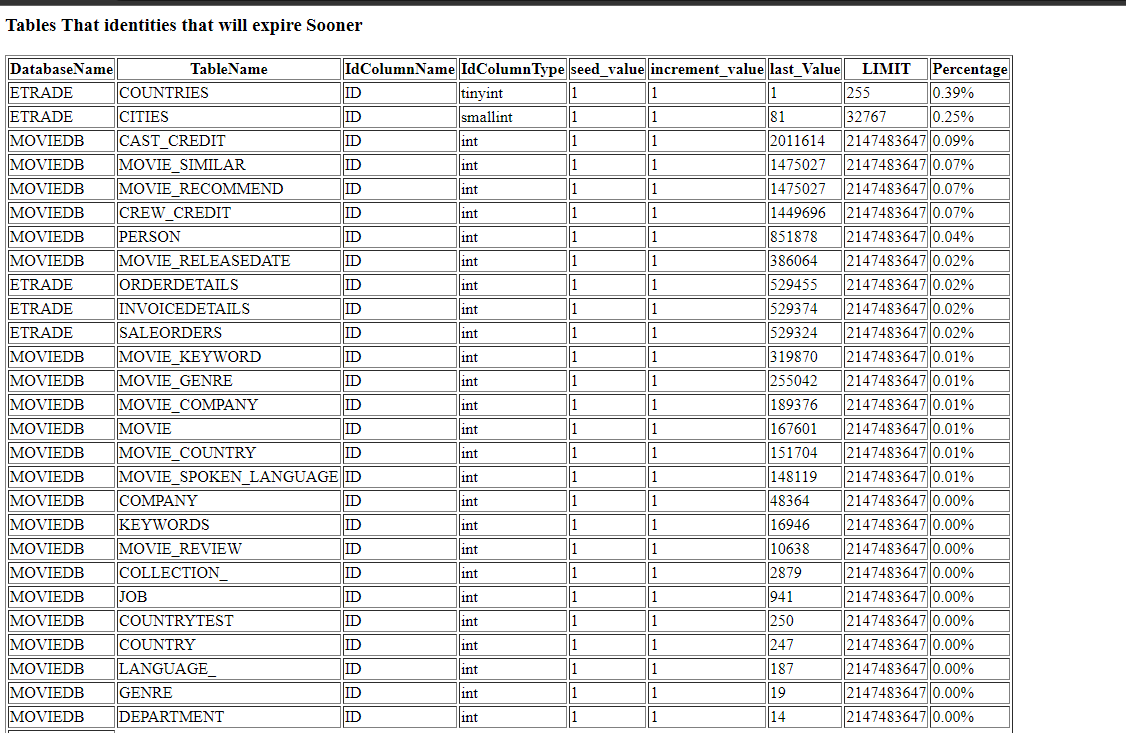 Tables That identities that will expire Sooner
DatabaseName TableName IdColumnName IdColumnType seed_value increment_value last_Value LIMIT Percentage
ETRADE COUNTRIES ID tinyint 1 1 1 255 0.39%
ETRADE CITIES ID smallint 1 1 81 32767 0.25%
MOVIEDB CAST_CREDIT ID int 1 1 2011614 2147483647 0.09%
MOVIEDB MOVIE_SIMILAR ID int 1 1 1475027 2147483647 0.07%
MOVIEDB MOVIE_RECOMMEND ID int 1 1 1475027 2147483647 0.07%
MOVIEDB CREW_CREDIT ID int 1 1 1449696 2147483647 0.07%
MOVIEDB PERSON ID int 1 1 851878 2147483647 0.04%
MOVIEDB MOVIE_RELEASEDATE ID int 1 1 386064 2147483647 0.02%
ETRADE ORDERDETAILS ID int 1 1 529455 2147483647 0.02%
ETRADE INVOICEDETAILS ID int 1 1 529374 2147483647 0.02%
ETRADE SALEORDERS ID int 1 1 529324 2147483647 0.02%
MOVIEDB MOVIE_KEYWORD ID int 1 1 319870 2147483647 0.01%
MOVIEDB MOVIE_GENRE ID int 1 1 255042 2147483647 0.01%
MOVIEDB MOVIE_COMPANY ID int 1 1 189376 2147483647 0.01%
MOVIEDB MOVIE ID int 1 1 167601 2147483647 0.01%
MOVIEDB MOVIE_COUNTRY ID int 1 1 151704 2147483647 0.01%
MOVIEDB MOVIE_SPOKEN_LANGUAGE ID int 1 1 148119 2147483647 0.01%
MOVIEDB COMPANY ID int 1 1 48364 2147483647 0.00%
MOVIEDB KEYWORDS ID int 1 1 16946 2147483647 0.00%
MOVIEDB MOVIE_REVIEW ID int 1 1 10638 2147483647 0.00%
MOVIEDB COLLECTION_ ID int 1 1 2879 2147483647 0.00%
MOVIEDB JOB ID int 1 1 941 2147483647 0.00%
MOVIEDB COUNTRYTEST ID int 1 1 250 2147483647 0.00%
MOVIEDB COUNTRY ID int 1 1 247 2147483647 0.00%
MOVIEDB LANGUAGE_ ID int 1 1 187 2147483647 0.00%
MOVIEDB GENRE ID int 1 1 19 2147483647 0.00%
MOVIEDB DEPARTMENT ID int 1 1 14 2147483647 0.00%